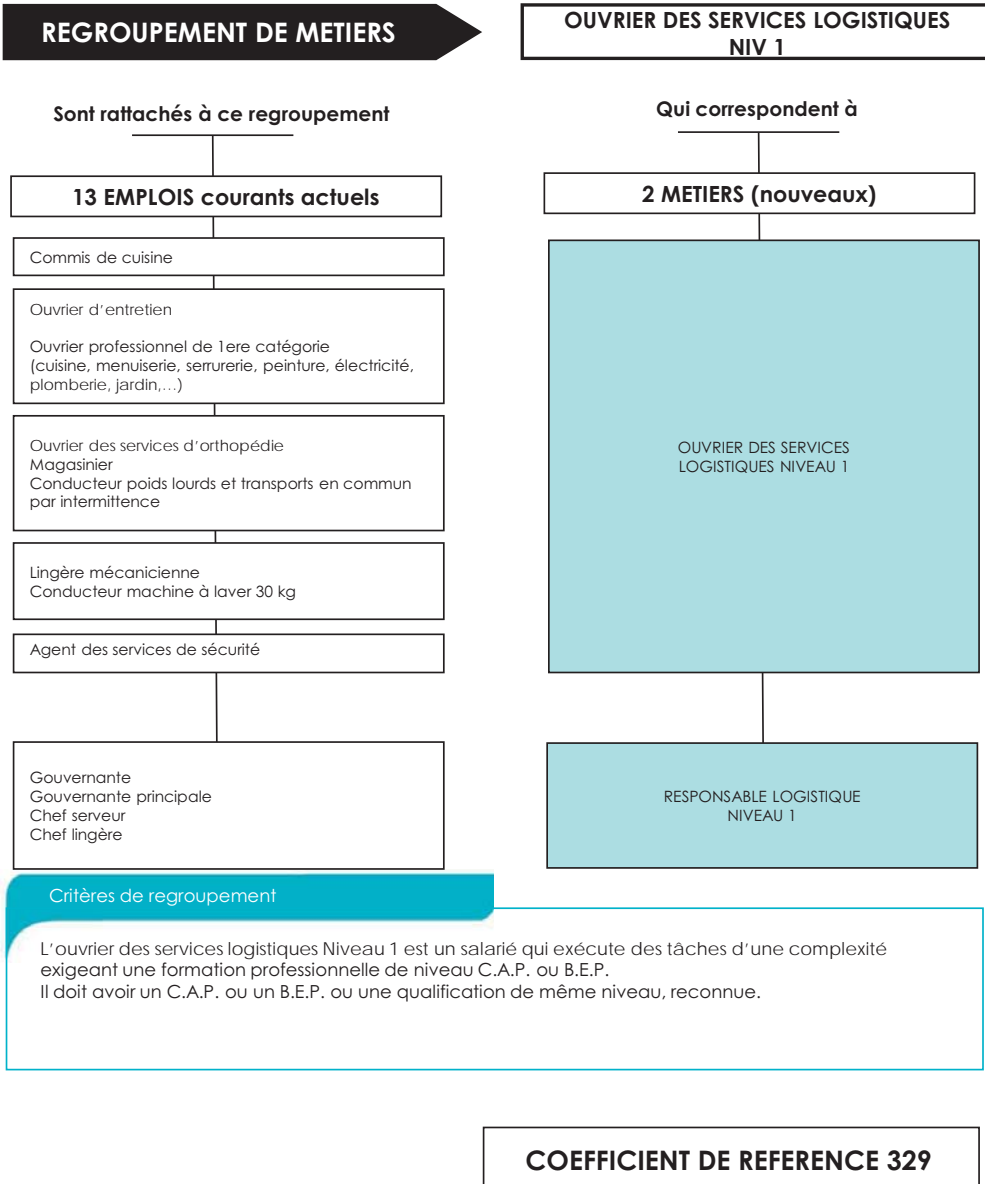 REGROUPEMENT DE METIERS
OUVRIER DES SERVICES LOGISTIQUES
NIV 1
Sont rattachés à ce regroupement
13 EMPLOIS courants actuels
Commis de cuisine
Ouvrier d'entretien
Ouvrier professionnel de 1ere catégorie
(cuisine, menuiserie, serrurerie, peinture, électricité,
plomberie, jardin,…)
Ouvrier des services d'orthopédie
Magasinier
Conducteur poids lourds et transports en commun
par intermittence
Lingère mécanicienne
Conducteur machine à laver 30 kg
Agent des services de sécurité
Gouvernante
Gouvernante principale
Chef serveur
Chef lingère
Qui correspondent à
2 METIERS (nouveaux)
OUVRIER DES SERVICES
LOGISTIQUES NIVEAU 1
RESPONSABLE LOGISTIQUE
NIVEAU 1
Critères de regroupement
L'ouvrier des services logistiques Niveau 1 est un salarié qui exécute des tâches d'une complexité
exigeant une formation professionnelle de niveau C.A.P. ou B.E.P.
Il doit avoir un C.A.P. ou un B.E.P. ou une qualification de même niveau, reconnue.
COEFFICIENT DE REFERENCE 329